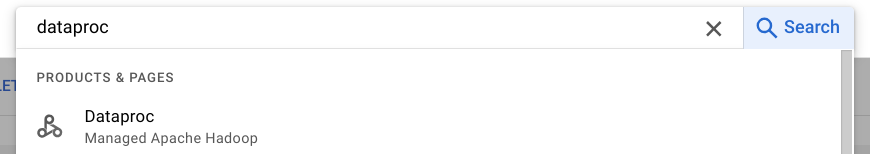 dataproc
Search
PRODUCTS & PAGES
Dataproc
Managed Apache Hadoop